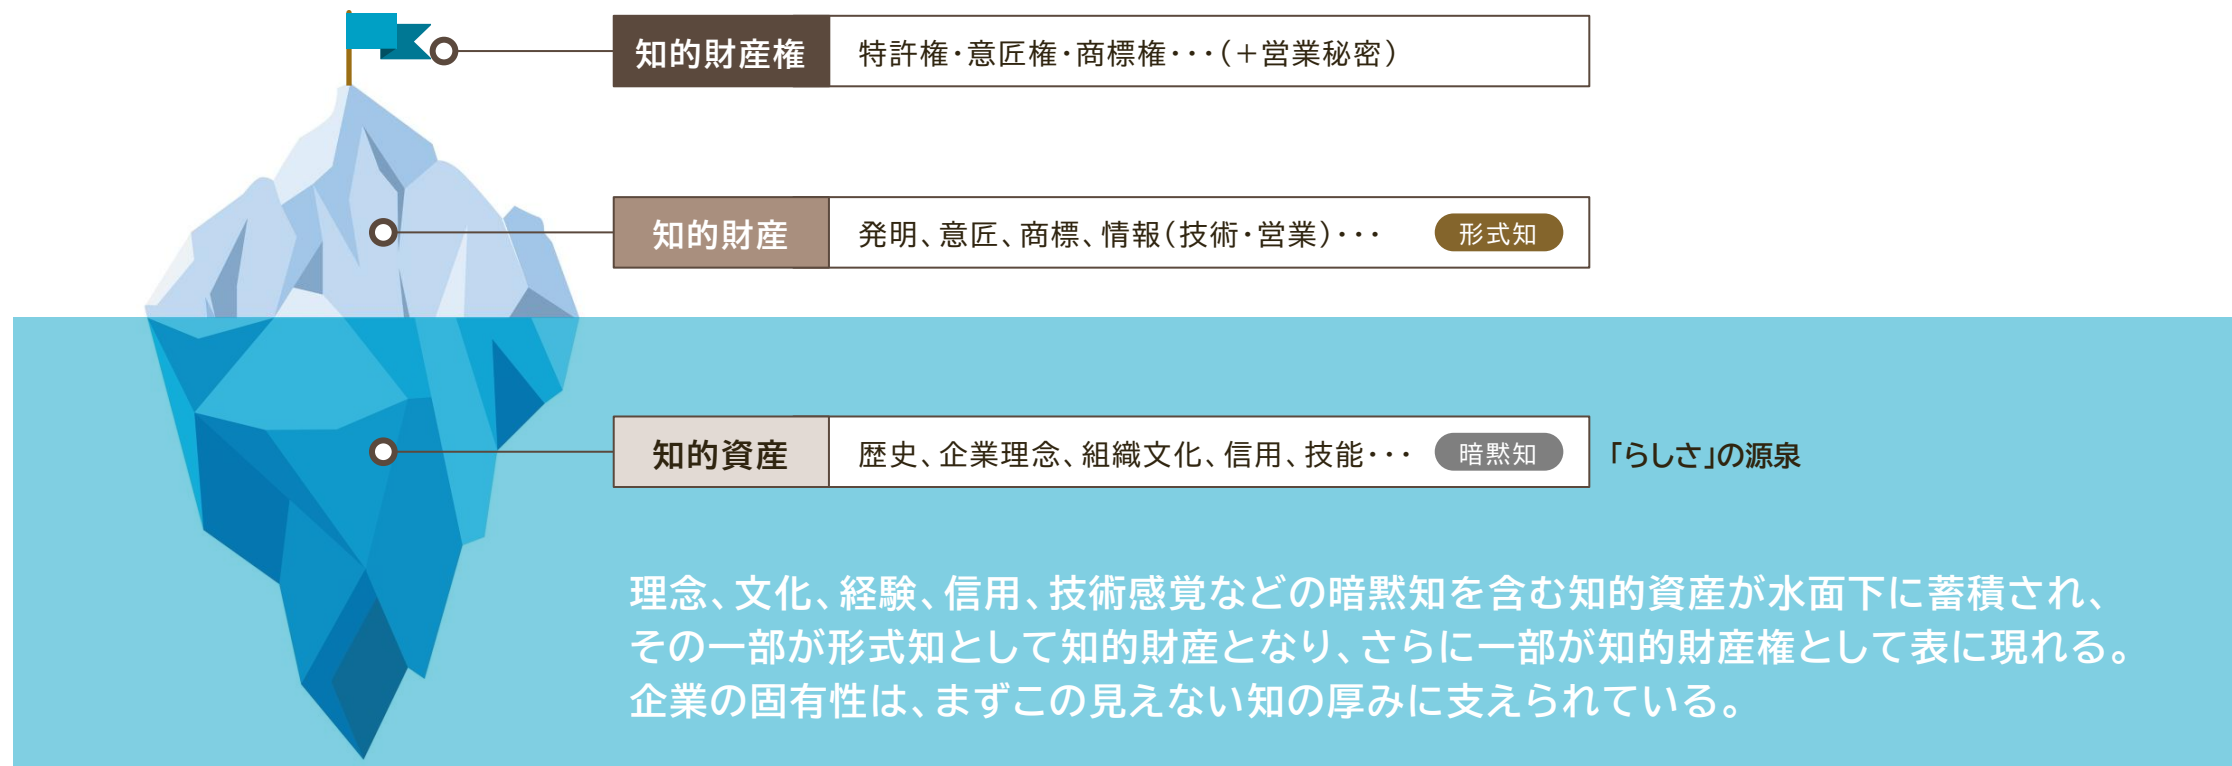 知的財産権 特許権・意匠権・商標権・・・（＋営業秘密）
知的財産 発明、意匠、商標、情報（技術・営業）・・・ 形式知
知的資産 歴史、企業理念、組織文化、信用、技能・・・ 暗黙知 「らしさ」の源泉
理念、文化、経験、信用、技術感覚などの暗黙知を含む知的資産が水面下に蓄積され、
その一部が形式知として知的財産となり、さらに一部が知的財産権として表に現れる。
企業の固有性は、まずこの見えない知の厚みに支えられている。